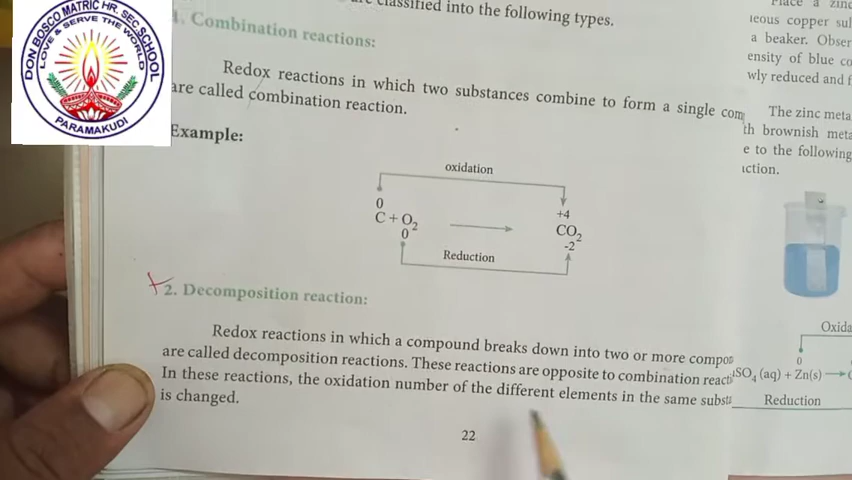 DON BOSCO MATRIC HR. SEC. SCHOOL
LOVE & SERVE THE WORLD
PARAMAKUDI
classified into the following types.
1. Combination reactions:
Redox reactions in which two substances combine to form a single com
are called combination reaction.
Example:
oxidation
0 +4
C + O2 CO2
0 -2
Reduction
2. Decomposition reaction:
Redox reactions in which a compound breaks down into two or more compo
are called decomposition reactions. These reactions are opposite to combination react
In these reactions, the oxidation number of the different elements in the same subst
is changed.
22
Place a zinc
ueous copper sul
a beaker. Obser
ensity of blue co
wly reduced and f
The zinc meta
th brownish meta
e to the following
ction.
Oxida
0
SO4 (aq) + Zn(s)
Reduction